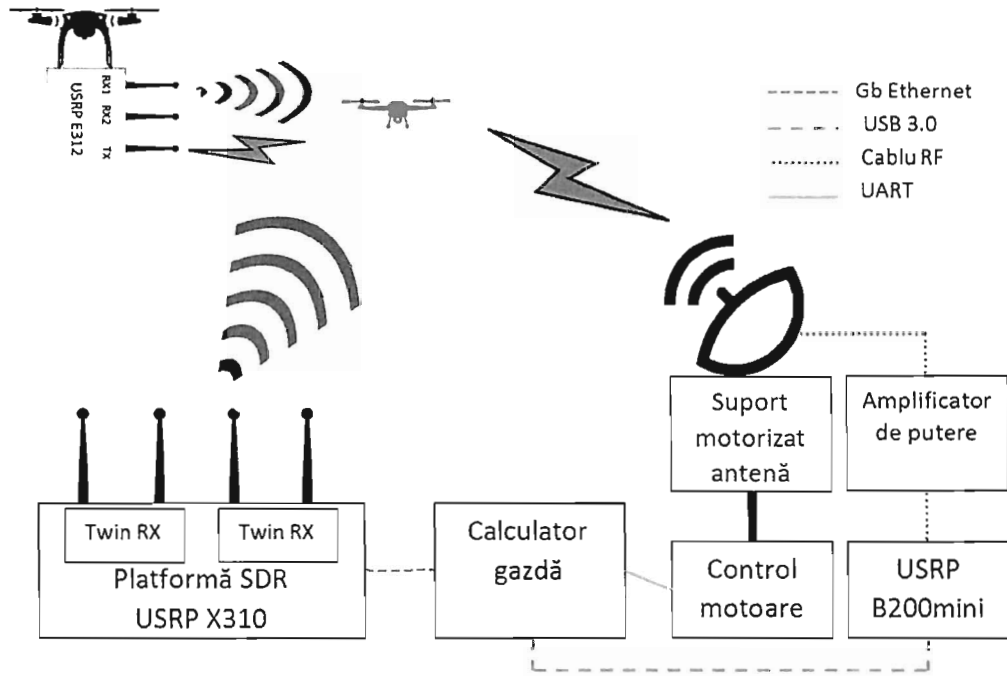 USRP E312
RX1
RX2
TX
Gb Ethernet
USB 3.0
Cablu RF
UART
Suport
motorizat
antenă
Amplificator
de putere
Twin RX
Twin RX
Platformă SDR
USRP X310
Calculator
gazdă
Control
motoare
USRP
B200mini